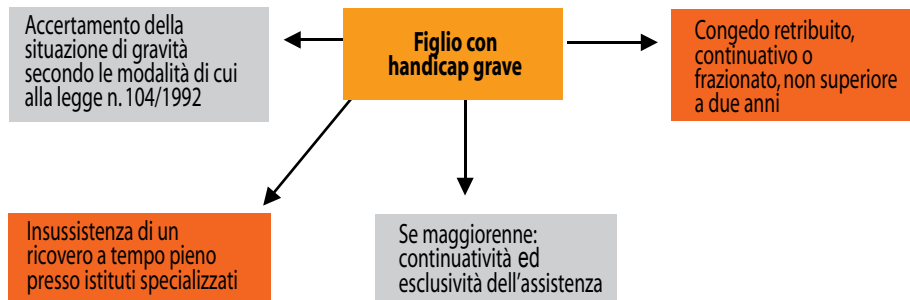 Accertamento della
situazione di gravità
secondo le modalità di cui
alla legge n. 104/1992
Figlio con
handicap grave
Congedo retribuito,
continuativo o
frazionato, non superiore
a due anni
Insussistenza di un
ricovero a tempo pieno
presso istituti specializzati
Se maggiorenne:
continuatività ed
esclusività dell'assistenza